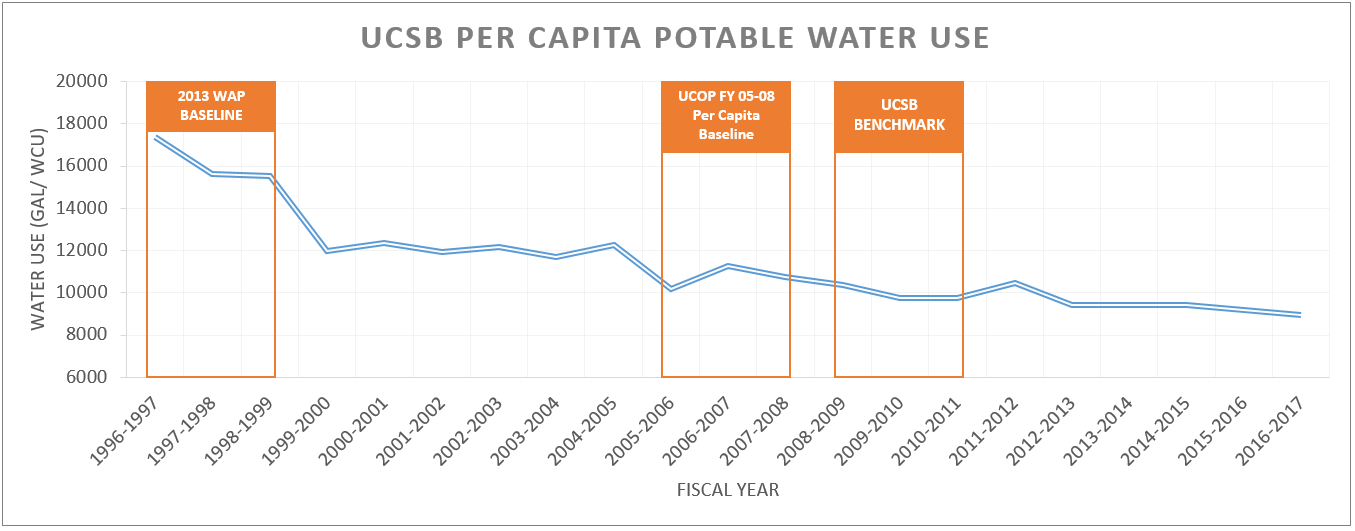 UCSB PER CAPITA POTABLE WATER USE
WATER USE (GAL/ WCU)
20000
18000
16000
14000
12000
10000
8000
6000
2013 WAP
BASELINE
UCOP FY 05-08
Per Capita
Baseline
UCSB
BENCHMARK
1996-1997
1997-1998
1998-1999
1999-2000
2000-2001
2001-2002
2002-2003
2003-2004
2004-2005
2005-2006
2006-2007
2007-2008
2008-2009
2009-2010
2010-2011
2011-2012
2012-2013
2013-2014
2014-2015
2015-2016
2016-2017
FISCAL YEAR